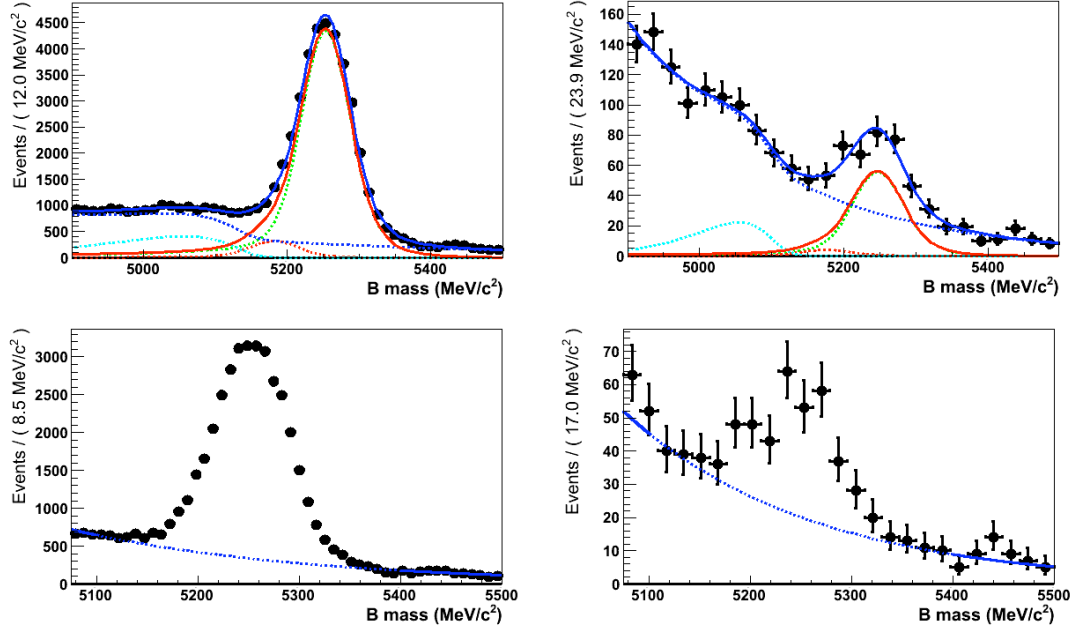 Events / ( 12.0 MeV/c²)
4500
4000
3500
3000
2500
2000
1500
1000
500
0
5000 5200 5400
B mass (MeV/c²)
Events / ( 23.9 MeV/c²)
160
140
120
100
80
60
40
20
0
5000 5200 5400
B mass (MeV/c²)
Events / ( 8.5 MeV/c²)
3000
2500
2000
1500
1000
500
0
5100 5200 5300 5400 5500
B mass (MeV/c²)
Events / ( 17.0 MeV/c²)
70
60
50
40
30
20
10
0
5100 5200 5300 5400 5500
B mass (MeV/c²)